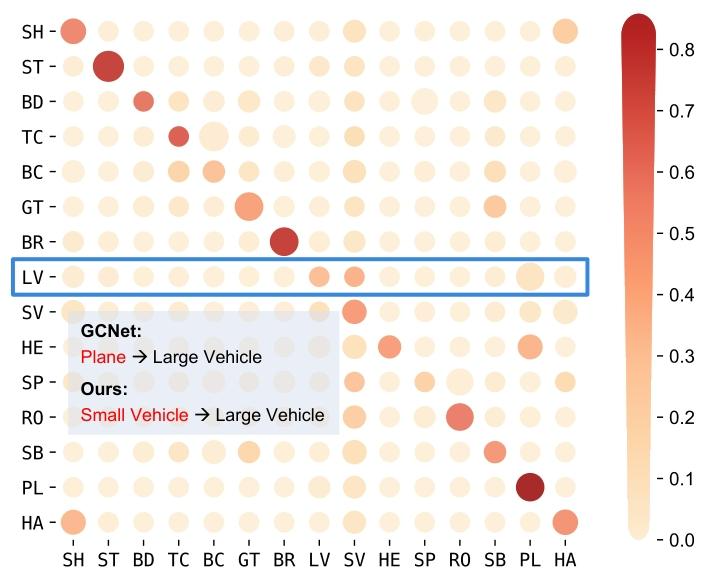 SH
ST
BD
TC
BC
GT
BR
LV
SV
HE
SP
RO
SB
PL
HA
GCNet:
Plane → Large Vehicle
Ours:
Small Vehicle → Large Vehicle
SH ST BD TC BC GT BR LV SV HE SP RO SB PL HA
0.8
0.7
0.6
0.5
0.4
0.3
0.2
0.1
0.0